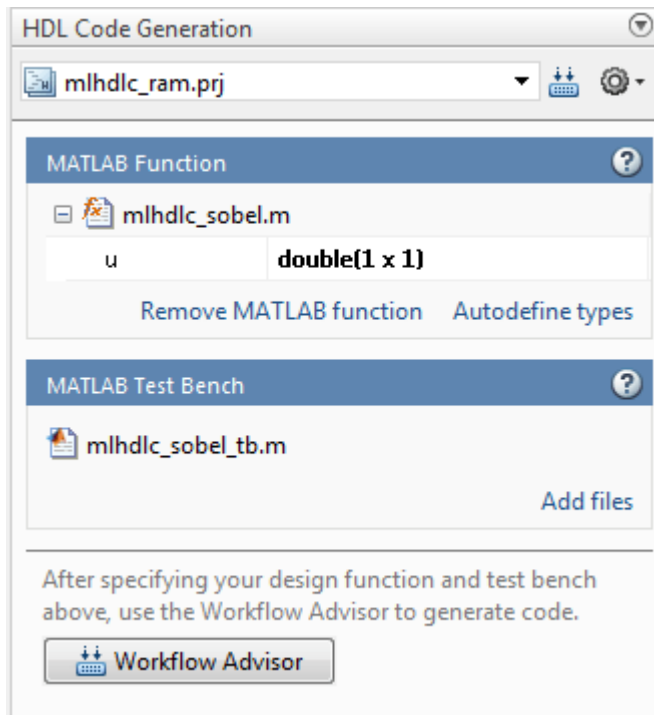 HDL Code Generation
mlhdlc_ram.prj
MATLAB Function
?
mlhdlc_sobel.m
u double(1 x 1)
Remove MATLAB function Autodefine types
MATLAB Test Bench
?
mlhdlc_sobel_tb.m
Add files
After specifying your design function and test bench
above, use the Workflow Advisor to generate code.
Workflow Advisor